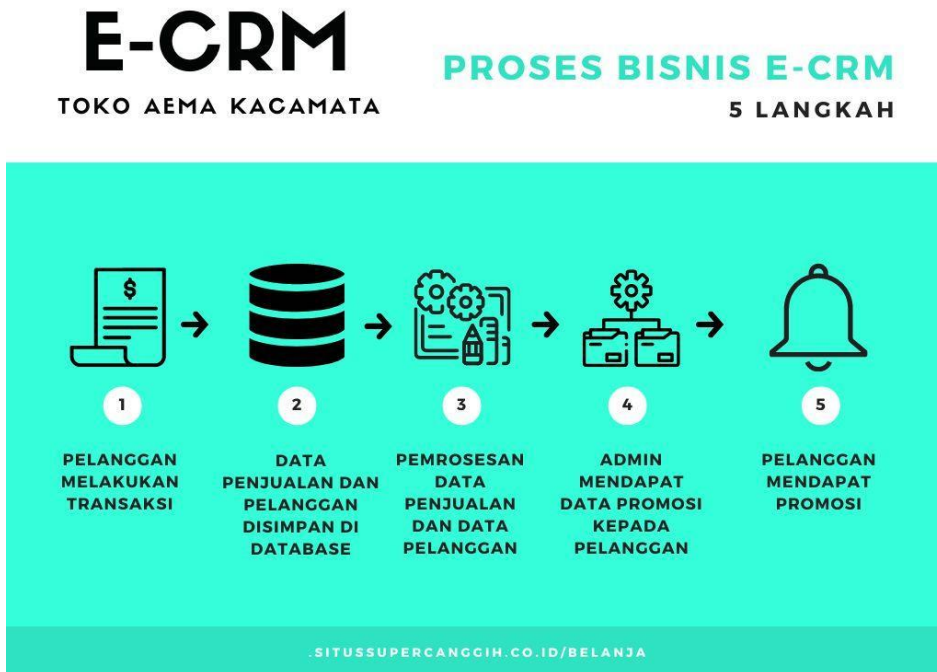 E-CRM
TOKO AEMA KACAMATA
PROSES BISNIS E-CRM
5 LANGKAH
$
1
PELANGGAN
MELAKUKAN
TRANSAKSI
2
DATA
PENJUALAN DAN
PELANGGAN
DISIMPAN DI
DATABASE
3
PEMROSESAN
DATA
PENJUALAN
DAN DATA
PELANGGAN
4
ADMIN
MENDAPAT
DATA PROMOSI
KEPADA
PELANGGAN
5
PELANGGAN
MENDAPAT
PROMOSI
.SITUSSUPERCANGGIH.CO.ID/BELANJA